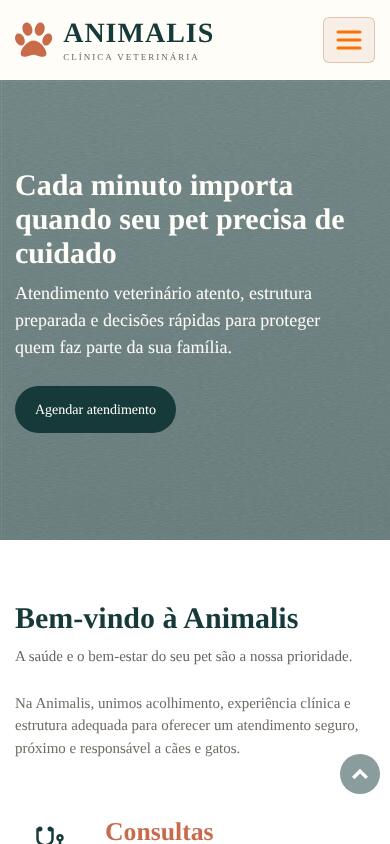 ANIMALIS
CLÍNICA VETERINÁRIA
Cada minuto importa
quando seu pet precisa de
cuidado
Atendimento veterinário atento, estrutura
preparada e decisões rápidas para proteger
quem faz parte da sua família.
Agendar atendimento
Bem-vindo à Animalis
A saúde e o bem-estar do seu pet são a nossa prioridade.
Na Animalis, unimos acolhimento, experiência clínica e
estrutura adequada para oferecer um atendimento seguro,
próximo e responsável a cães e gatos.
Consultas